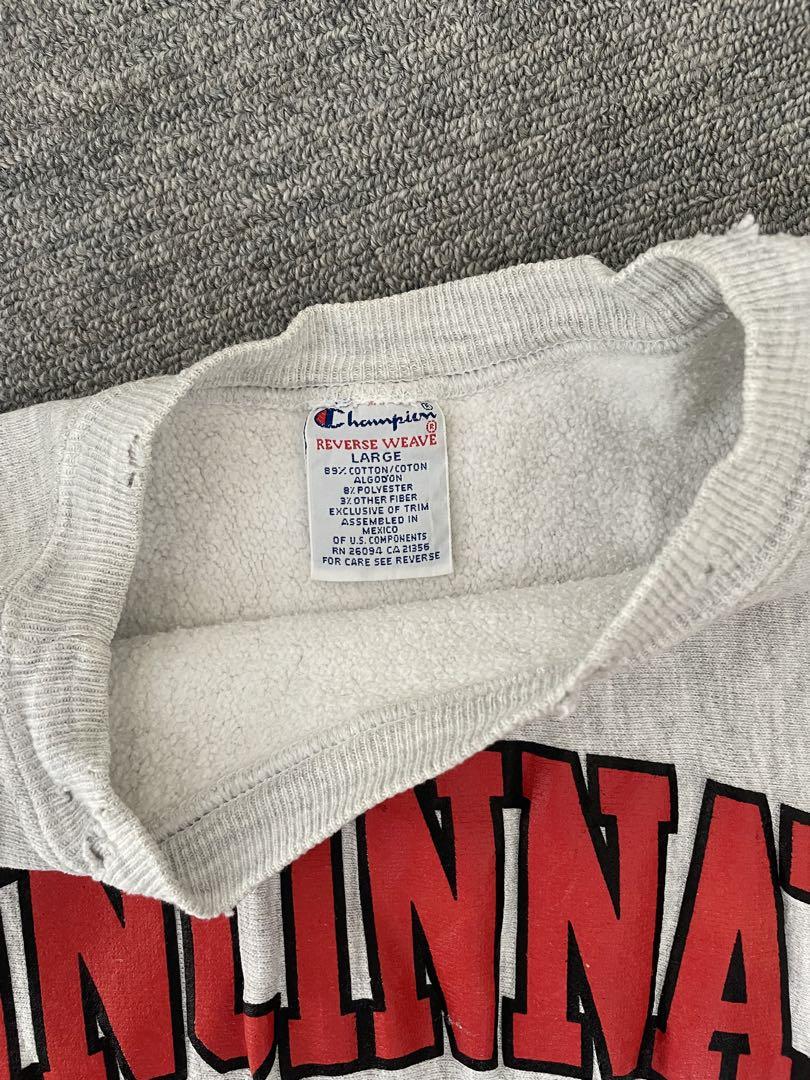 Champion
®
REVERSE WEAVE
LARGE
89% COTTON/COTON
ALGODON
8% POLYESTER
3% OTHER FIBER
EXCLUSIVE OF TRIM
ASSEMBLED IN
MEXICO
OF U.S. COMPONENTS
RN 26094 CA 21356
FOR CARE SEE REVERSE
INCINNAT